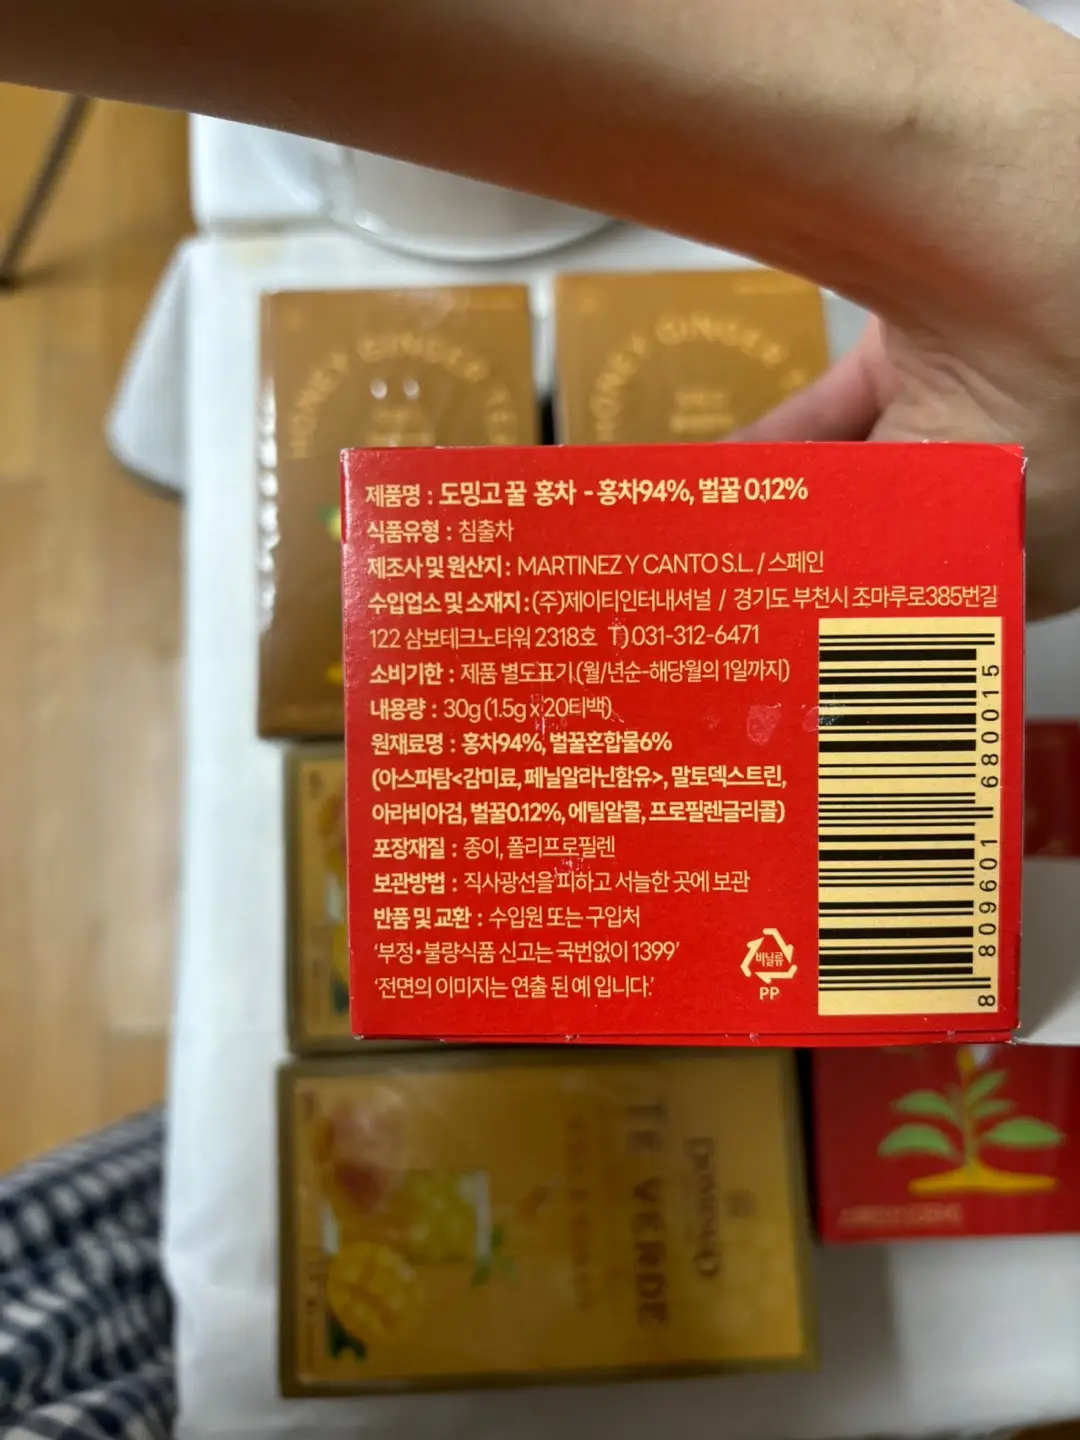 HONEY GINGER TEA
HONEY GINGER T
제품명 : 도밍고 꿀 홍차 - 홍차94%, 벌꿀 0.12%
식품유형 : 침출차
제조사 및 원산지 : MARTINEZ Y CANTO S.L. / 스페인
수입업소 및 소재지 : (주)제이티인터내셔널 / 경기도 부천시 조마루로385번길
122 삼보테크노타워 2318호 T) 031-312-6471
소비기한 : 제품 별도표기.(월/년순-해당월의 1일까지)
내용량 : 30g (1.5g x 20티백)
원재료명 : 홍차94%, 벌꿀혼합물6%
(아스파탐<감미료, 페닐알라닌함유>, 말토덱스트린,
아라비아검, 벌꿀0.12%, 에틸알콜, 프로필렌글리콜)
포장재질 : 종이, 폴리프로필렌
보관방법 : 직사광선을 피하고 서늘한 곳에 보관
반품 및 교환 : 수입원 또는 구입처
'부정•불량식품 신고는 국번없이 1399'
'전면의 이미지는 연출 된 예 입니다.'
비닐류
PP
8 809601 680015
DOMINGO
TE VERDE